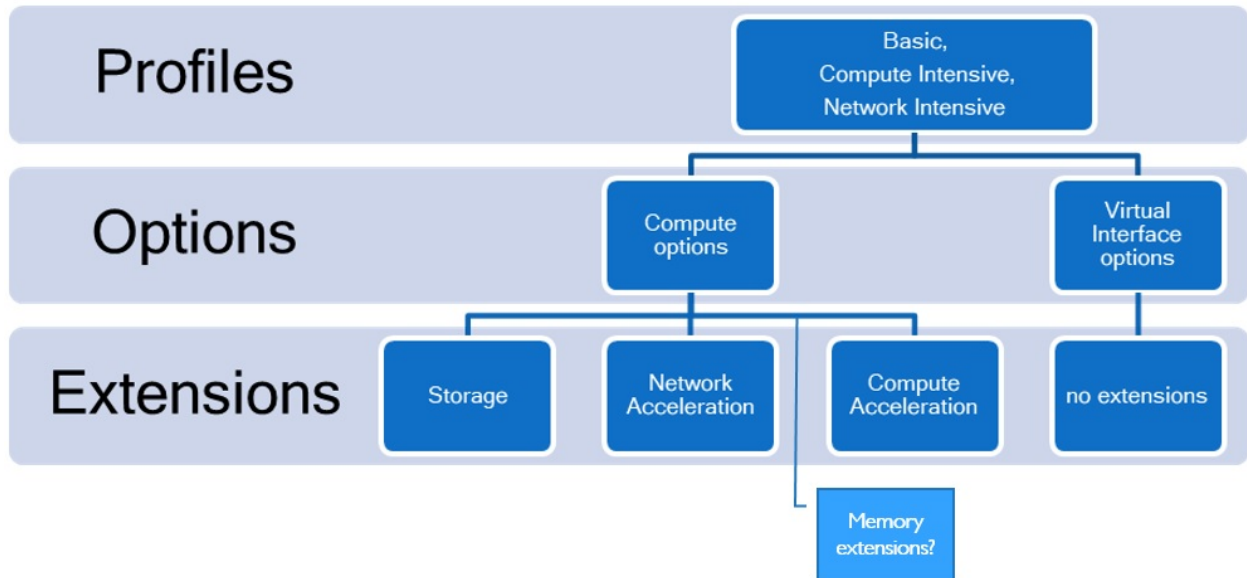 Profiles
Basic,
Compute Intensive,
Network Intensive
Options
Compute
options
Virtual
Interface
options
Extensions
Storage
Network
Acceleration
Compute
Acceleration
no extensions
Memory
extensions?